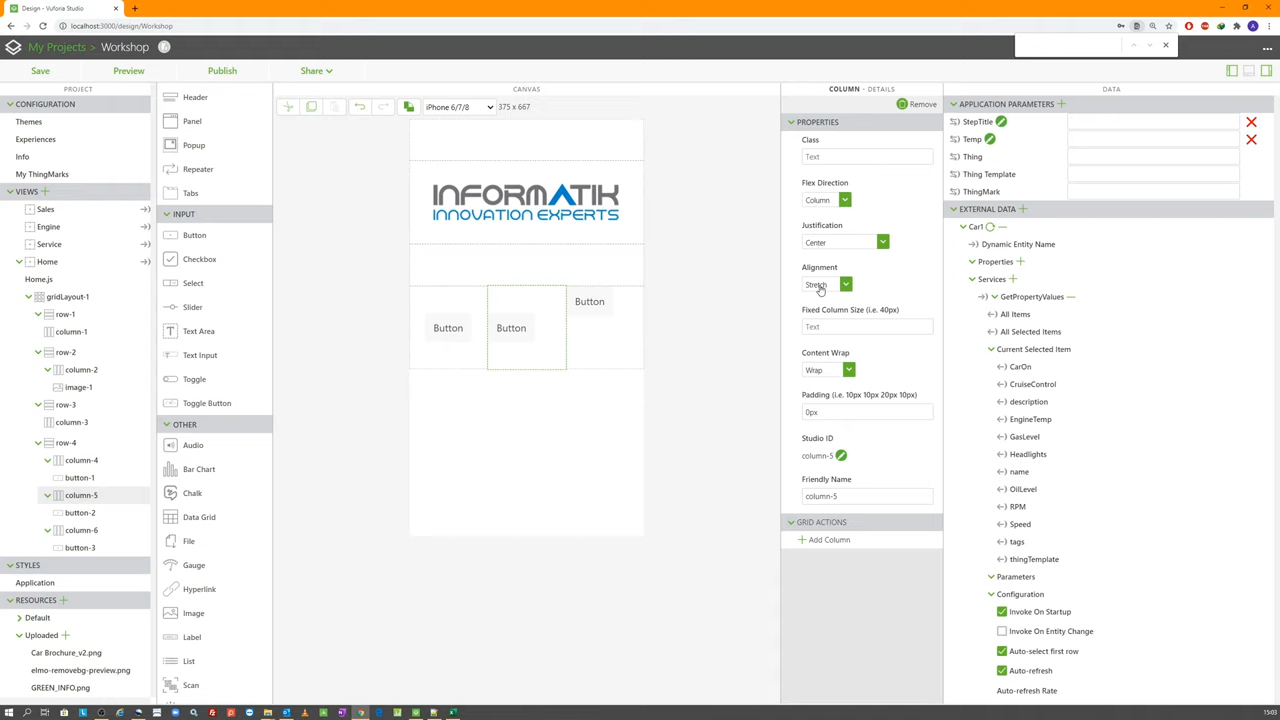 Design - Vuforia Studio
localhost:3000/design/Workshop
My Projects > Workshop
Save
Preview
Publish
Share
PROJECT
CONFIGURATION
Themes
Experiences
Info
My ThingMarks
VIEWS
Sales
Engine
Service
Home
Home.js
gridLayout-1
row-1
column-1
row-2
column-2
image-1
row-3
column-3
row-4
column-4
button-1
column-5
button-2
column-6
button-3
STYLES
Application
RESOURCES
Default
Uploaded
Car Brochure_v2.png
elmo-removebg-preview.png
GREEN_INFO.png
Header
Panel
Popup
Repeater
Tabs
INPUT
Button
Checkbox
Select
Slider
Text Area
Text Input
Toggle
Toggle Button
OTHER
Audio
Bar Chart
Chalk
Data Grid
File
Gauge
Hyperlink
Image
Label
List
Scan
CANVAS
iPhone 6/7/8
375 x 667
INFORMATIK
INNOVATION EXPERTS
Button
Button
Button
COLUMN - DETAILS
Remove
PROPERTIES
Class
Text
Flex Direction
Column
Justification
Center
Alignment
Stretch
Fixed Column Size (i.e. 40px)
Text
Content Wrap
Wrap
Padding (i.e. 10px 10px 20px 10px)
0px
Studio ID
column-5
Friendly Name
column-5
GRID ACTIONS
Add Column
DATA
APPLICATION PARAMETERS
StepTitle
Temp
Thing
Thing Template
ThingMark
EXTERNAL DATA
Car1
Dynamic Entity Name
Properties
Services
GetPropertyValues
All Items
All Selected Items
Current Selected Item
CarOn
CruiseControl
description
EngineTemp
GasLevel
Headlights
name
OilLevel
RPM
Speed
tags
thingTemplate
Parameters
Configuration
Invoke On Startup
Invoke On Entity Change
Auto-select first row
Auto-refresh
Auto-refresh Rate
15:03